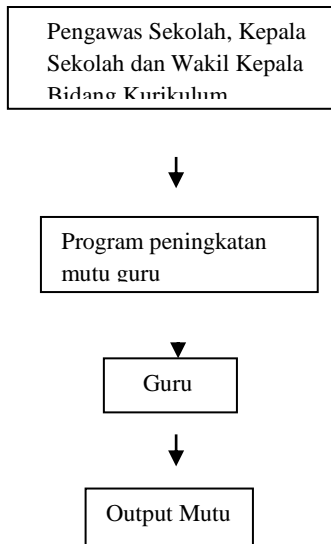 Pengawas Sekolah, Kepala
Sekolah dan Wakil Kepala
Bidang Kurikulum
Program peningkatan
mutu guru
Guru
Output Mutu